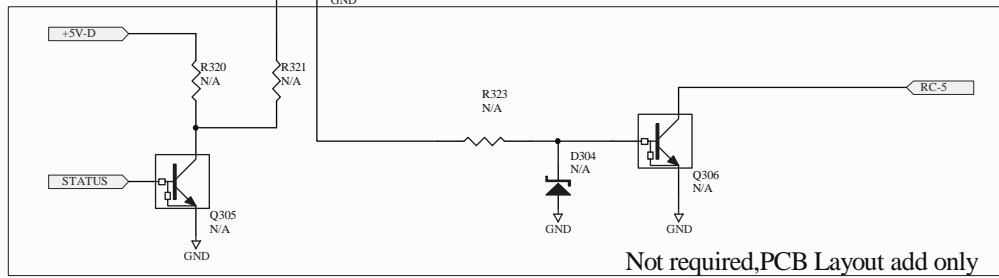 GND
+5V-D
R320
N/A
R321
N/A
R323
N/A
RC-5
D304
N/A
STATUS
Q305
N/A
Q306
N/A
GND
GND
GND
Not required,PCB Layout add only